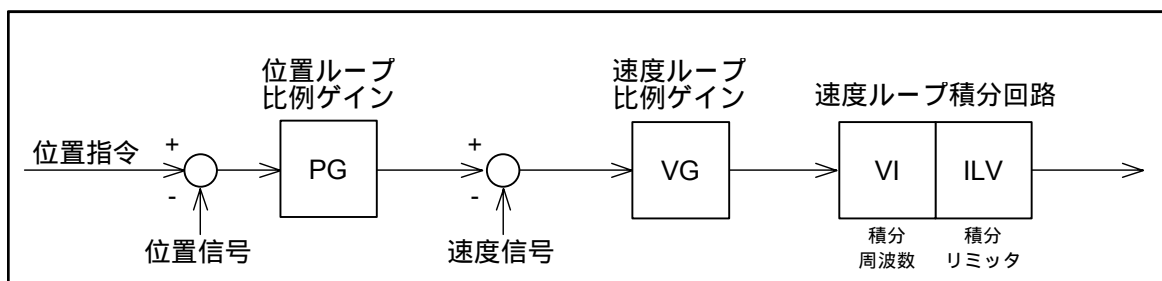 位置ループ
比例ゲイン
速度ループ
比例ゲイン
速度ループ積分回路
位置指令
+
-
PG
+
-
VG
VI
ILV
位置信号
速度信号
積分
周波数
積分
リミッタ